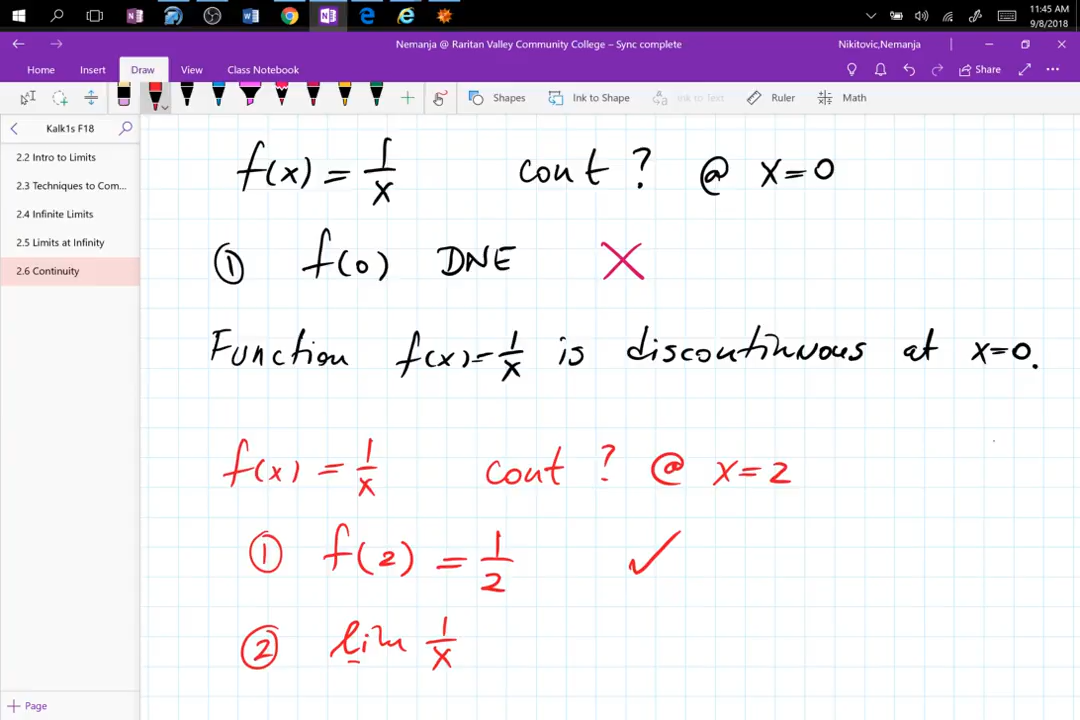 11:45 AM
9/8/2018
Nemanja @ Raritan Valley Community College – Sync complete
Nikitovic,Nemanja
Home Insert Draw View Class Notebook
Share
Shapes Ink to Shape Ink to Text Ruler Math
Kalk1s F18
2.2 Intro to Limits
2.3 Techniques to Com...
2.4 Infinite Limits
2.5 Limits at Infinity
2.6 Continuity
+ Page
f(x) = 1/x cont ? @ x=0
① f(0) DNE X
Function f(x)=1/x is discontinuous at x=0.
f(x) = 1/x cont ? @ x=2
① f(2) = 1/2 ✓
② lim 1/x